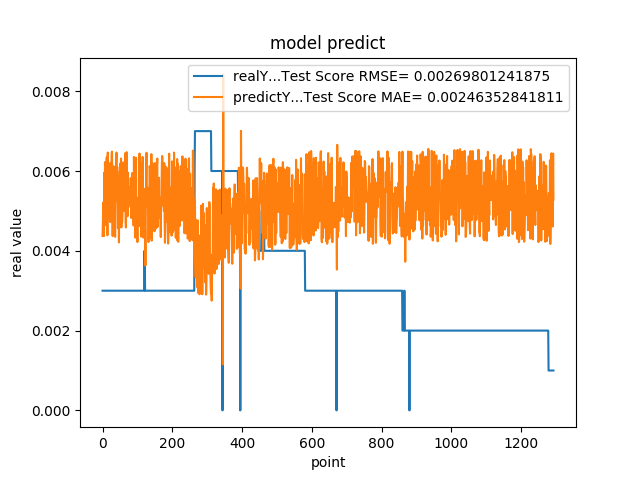 model predict
realY...Test Score RMSE= 0.00269801241875
predictY...Test Score MAE= 0.00246352841811
0.008
0.006
0.004
0.002
0.000
real value
0 200 400 600 800 1000 1200
point